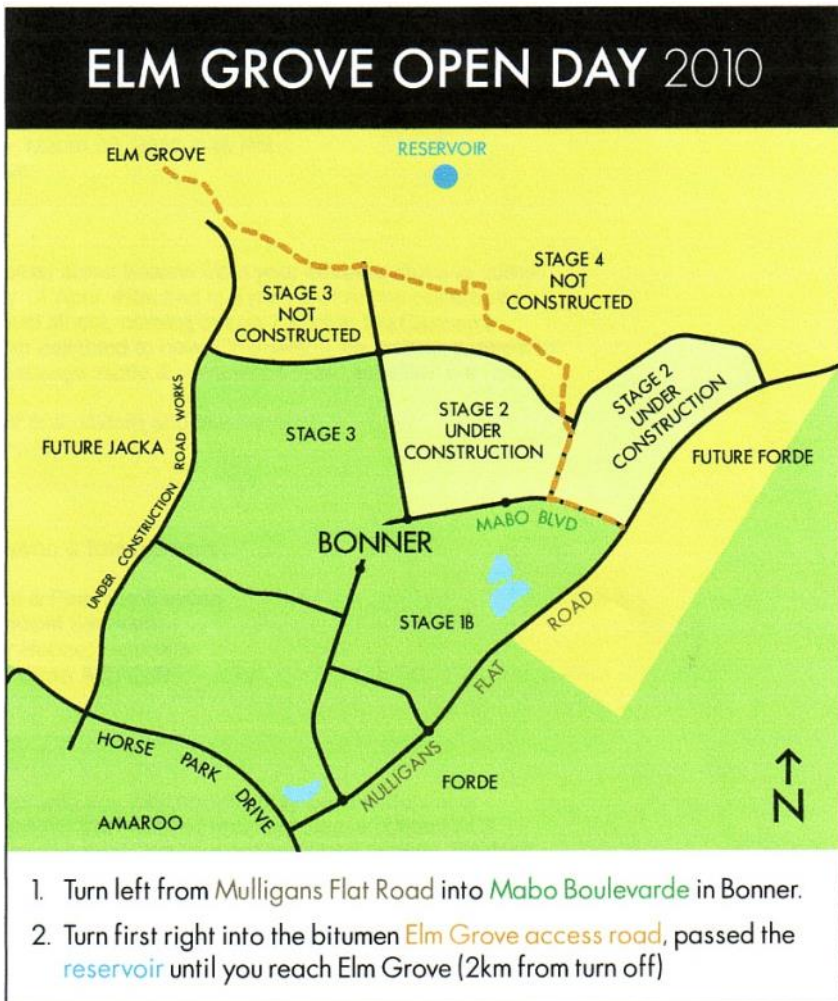 ELM GROVE OPEN DAY 2010
ELM GROVE
RESERVOIR
STAGE 4
NOT
CONSTRUCTED
STAGE 3
NOT
CONSTRUCTED
STAGE 2
UNDER
CONSTRUCTION
STAGE 2
UNDER
CONSTRUCTION
FUTURE JACKA
UNDER CONSTRUCTION ROAD WORKS
STAGE 3
FUTURE FORDE
MABO BLVD
BONNER
STAGE 1B
MULLIGANS FLAT ROAD
HORSE PARK DRIVE
FORDE
AMAROO
N
1. Turn left from Mulligans Flat Road into Mabo Boulevarde in Bonner.
2. Turn first right into the bitumen Elm Grove access road, passed the
reservoir until you reach Elm Grove (2km from turn off)